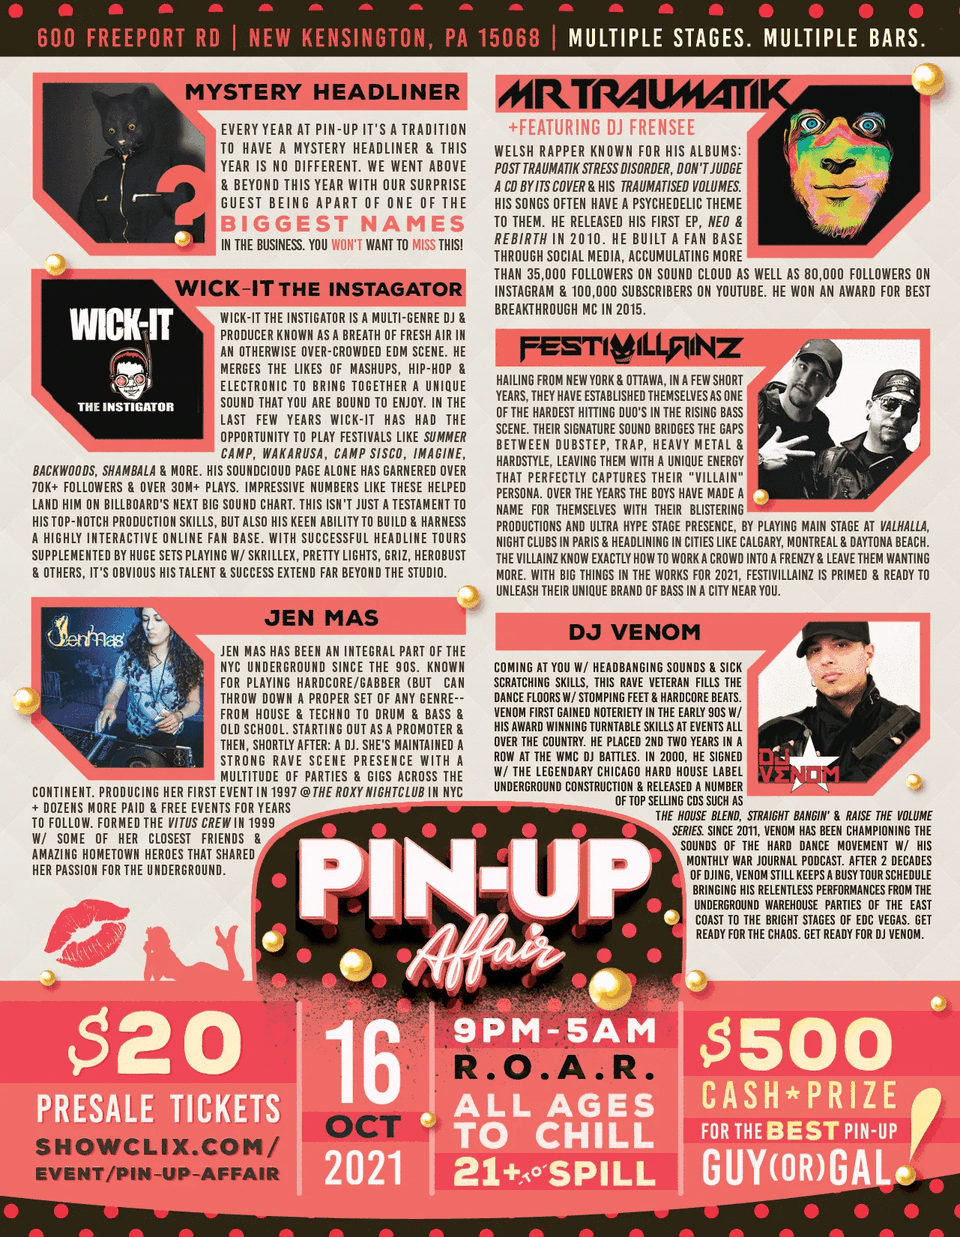 600 FREEPORT RD | NEW KENSINGTON, PA 15068 | MULTIPLE STAGES. MULTIPLE BARS.
MYSTERY HEADLINER
EVERY YEAR AT PIN-UP IT'S A TRADITION
TO HAVE A MYSTERY HEADLINER & THIS
YEAR IS NO DIFFERENT. WE WENT ABOVE
& BEYOND THIS YEAR WITH OUR SURPRISE
GUEST BEING APART OF ONE OF THE
BIGGEST NAMES
IN THE BUSINESS. YOU WON'T WANT TO MISS THIS!
?
WICK-IT THE INSTAGATOR
WICK-IT
THE INSTIGATOR
WICK-IT THE INSTIGATOR IS A MULTI-GENRE DJ &
PRODUCER KNOWN AS A BREATH OF FRESH AIR IN
AN OTHERWISE OVER-CROWDED EDM SCENE. HE
MERGES THE LIKES OF MASHUPS, HIP-HOP &
ELECTRONIC TO BRING TOGETHER A UNIQUE
SOUND THAT YOU ARE BOUND TO ENJOY. IN THE
LAST FEW YEARS WICK-IT HAS HAD THE
OPPORTUNITY TO PLAY FESTIVALS LIKE SUMMER
CAMP, WAKARUSA, CAMP SISCO, IMAGINE,
BACKWOODS, SHAMBALA & MORE. HIS SOUNDCIOUD PAGE ALONE HAS GARNERED OVER
70K+ FOLLOWERS & OVER 30M+ PLAYS. IMPRESSIVE NUMBERS LIKE THESE HELPED
LAND HIM ON BILLBOARD'S NEXT BIG SOUND CHART. THIS ISN'T JUST A TESTAMENT TO
HIS TOP-NOTCH PRODUCTION SKILLS, BUT ALSO HIS KEEN ABILITY TO BUILD & HARNESS
A HIGHLY INTERACTIVE ONLINE FAN BASE. WITH SUCCESSFUL HEADLINE TOURS
SUPPLEMENTED BY HUGE SETS PLAYING W/ SKRILLEX, PRETTY LIGHTS, GRIZ, HEROBUST
& OTHERS, IT'S OBVIOUS HIS TALENT & SUCCESS EXTEND FAR BEYOND THE STUDIO.
JEN MAS
JenMas
JEN MAS HAS BEEN AN INTEGRAL PART OF THE
NYC UNDERGROUND SINCE THE 90S. KNOWN
FOR PLAYING HARDCORE/GABBER (BUT CAN
THROW DOWN A PROPER SET OF ANY GENRE--
FROM HOUSE & TECHNO TO DRUM & BASS &
OLD SCHOOL. STARTING OUT AS A PROMOTER &
THEN, SHORTLY AFTER: A DJ. SHE'S MAINTAINED A
STRONG RAVE SCENE PRESENCE WITH A
MULTITUDE OF PARTIES & GIGS ACROSS THE
CONTINENT. PRODUCING HER FIRST EVENT IN 1997 @THE ROXY NIGHTCLUB IN NYC
+ DOZENS MORE PAID & FREE EVENTS FOR YEARS
TO FOLLOW. FORMED THE VITUS CREW IN 1999
W/ SOME OF HER CLOSEST FRIENDS &
AMAZING HOMETOWN HEROES THAT SHARED
HER PASSION FOR THE UNDERGROUND.
MR TRAUMATIK
+FEATURING DJ FRENSEE
WELSH RAPPER KNOWN FOR HIS ALBUMS:
POST TRAUMATIK STRESS DISORDER, DON'T JUDGE
A CD BY ITS COVER & HIS TRAUMATISED VOLUMES.
HIS SONGS OFTEN HAVE A PSYCHEDELIC THEME
TO THEM. HE RELEASED HIS FIRST EP, NEO &
REBIRTH IN 2010. HE BUILT A FAN BASE
THROUGH SOCIAL MEDIA, ACCUMULATING MORE
THAN 35,000 FOLLOWERS ON SOUND CLOUD AS WELL AS 80,000 FOLLOWERS ON
INSTAGRAM & 100,000 SUBSCRIBERS ON YOUTUBE. HE WON AN AWARD FOR BEST
BREAKTHROUGH MC IN 2015.
FESTIVILLAINZ
HAILING FROM NEW YORK & OTTAWA, IN A FEW SHORT
YEARS, THEY HAVE ESTABLISHED THEMSELVES AS ONE
OF THE HARDEST HITTING DUO'S IN THE RISING BASS
SCENE. THEIR SIGNATURE SOUND BRIDGES THE GAPS
BETWEEN DUBSTEP, TRAP, HEAVY METAL &
HARDSTYLE, LEAVING THEM WITH A UNIQUE ENERGY
THAT PERFECTLY CAPTURES THEIR "VILLAIN"
PERSONA. OVER THE YEARS THE BOYS HAVE MADE A
NAME FOR THEMSELVES WITH THEIR BLISTERING
PRODUCTIONS AND ULTRA HYPE STAGE PRESENCE, BY PLAYING MAIN STAGE AT VALHALLA,
NIGHT CLUBS IN PARIS & HEADLINING IN CITIES LIKE CALGARY, MONTREAL & DAYTONA BEACH.
THE VILLAINZ KNOW EXACTLY HOW TO WORK A CROWD INTO A FRENZY & LEAVE THEM WANTING
MORE. WITH BIG THINGS IN THE WORKS FOR 2021, FESTIVILLAINZ IS PRIMED & READY TO
UNLEASH THEIR UNIQUE BRAND OF BASS IN A CITY NEAR YOU.
DJ VENOM
DJ
VENOM
COMING AT YOU W/ HEADBANGING SOUNDS & SICK
SCRATCHING SKILLS, THIS RAVE VETERAN FILLS THE
DANCE FLOORS W/ STOMPING FEET & HARDCORE BEATS.
VENOM FIRST GAINED NOTERIETY IN THE EARLY 90S W/
HIS AWARD WINNING TURNTABLE SKILLS AT EVENTS ALL
OVER THE COUNTRY. HE PLACED 2ND TWO YEARS IN A
ROW AT THE WMC DJ BATTLES. IN 2000, HE SIGNED
W/ THE LEGENDARY CHICAGO HARD HOUSE LABEL
UNDERGROUND CONSTRUCTION & RELEASED A NUMBER
OF TOP SELLING CDS SUCH AS
THE HOUSE BLEND, STRAIGHT BANGIN' & RAISE THE VOLUME
SERIES. SINCE 2011, VENOM HAS BEEN CHAMPIONING THE
SOUNDS OF THE HARD DANCE MOVEMENT W/ HIS
MONTHLY WAR JOURNAL PODCAST. AFTER 2 DECADES
OF DJING, VENOM STILL KEEPS A BUSY TOUR SCHEDULE
BRINGING HIS RELENTLESS PERFORMANCES FROM THE
UNDERGROUND WAREHOUSE PARTIES OF THE EAST
COAST TO THE BRIGHT STAGES OF EDC VEGAS. GET
READY FOR THE CHAOS. GET READY FOR DJ VENOM.
PIN-UP
Affair
$20
PRESALE TICKETS
SHOWCLIX.COM/
EVENT/PIN-UP-AFFAIR
16
OCT
2021
9PM-5AM
R.O.A.R.
ALL AGES
TO CHILL
21+ -TO- SPILL
$500
CASH*PRIZE
FOR THE BEST PIN-UP
GUY(OR)GAL!